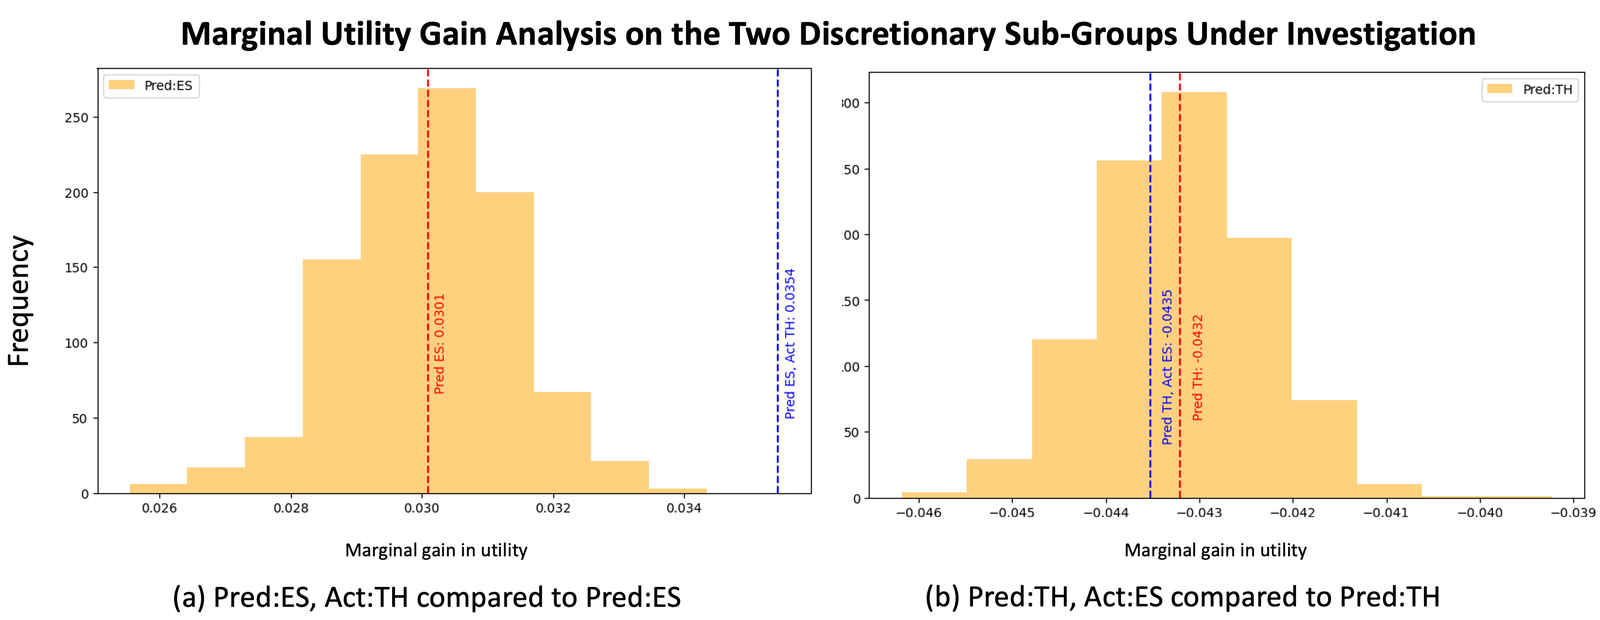 Marginal Utility Gain Analysis on the Two Discretionary Sub-Groups Under Investigation
Frequency
Pred:ES
250
200
150
100
50
0
Pred ES: 0.0301
Pred ES, Act TH: 0.0354
0.026 0.028 0.030 0.032 0.034
Marginal gain in utility
(a) Pred:ES, Act:TH compared to Pred:ES
Pred:TH
300
50
00
50
00
50
0
Pred TH, Act ES: -0.0435
Pred TH: -0.0432
−0.046 −0.045 −0.044 −0.043 −0.042 −0.041 −0.040 −0.039
Marginal gain in utility
(b) Pred:TH, Act:ES compared to Pred:TH